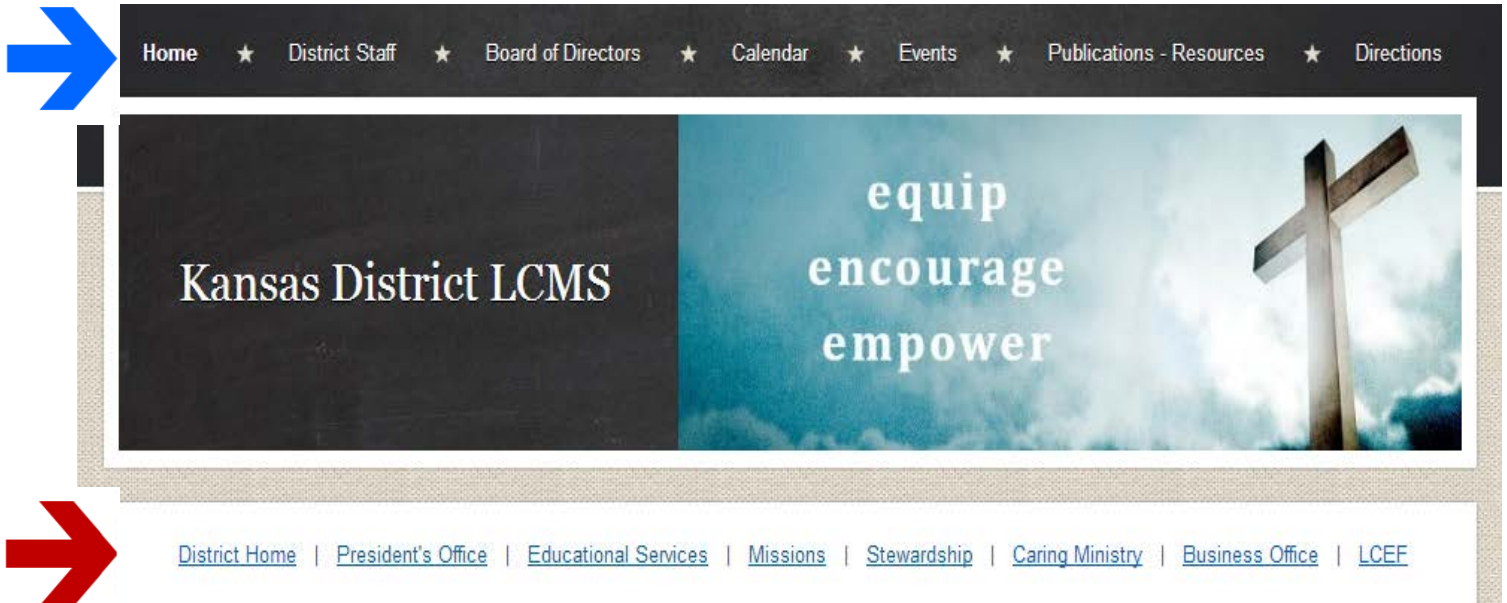 Home ★ District Staff ★ Board of Directors ★ Calendar ★ Events ★ Publications - Resources ★ Directions
Kansas District LCMS
equip
encourage
empower
District Home | President's Office | Educational Services | Missions | Stewardship | Caring Ministry | Business Office | LCEF